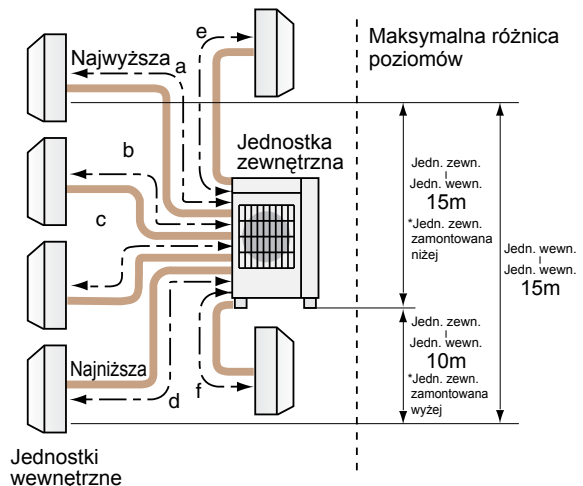 Najwyższa
a
b
c
Najniższa
d
e
f
Jednostka
zewnętrzna
Jednostki
wewnętrzne
Maksymalna różnica
poziomów
Jedn. zewn.
Jedn. wewn.
15m
*Jedn. zewn.
zamontowana
niżej
Jedn. zewn.
Jedn. wewn.
10m
*Jedn. zewn.
zamontowana
wyżej
Jedn. wewn.
Jedn. wewn.
15m